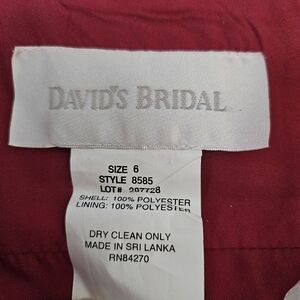 DAVID'S BRIDAL
SIZE 6
STYLE 8585
LOT# 297728
SHELL: 100% POLYESTER
LINING: 100% POLYESTER
DRY CLEAN ONLY
MADE IN SRI LANKA
RN84270